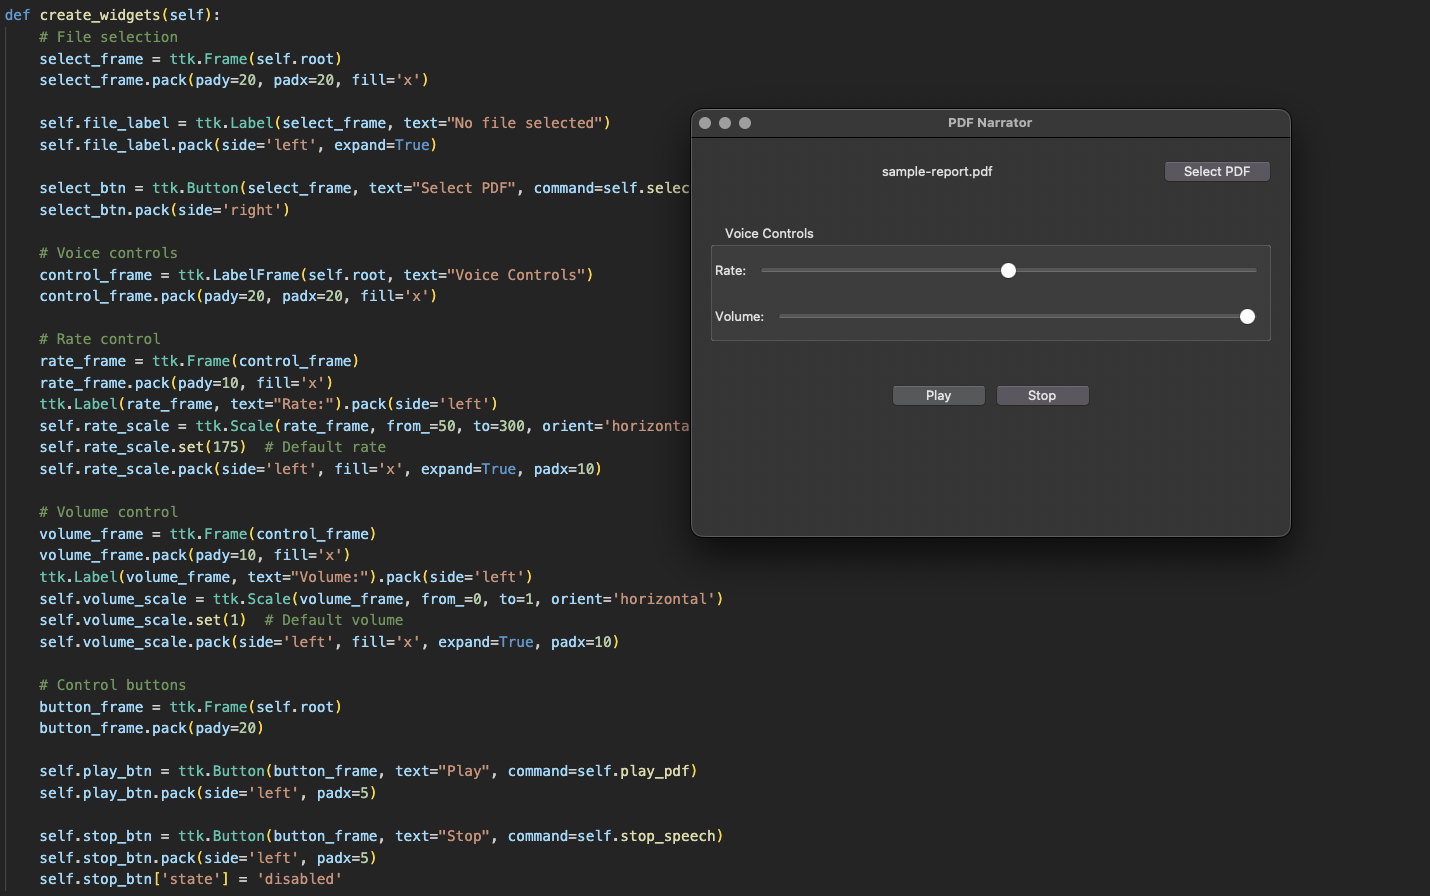 def create_widgets(self):
    # File selection
    select_frame = ttk.Frame(self.root)
    select_frame.pack(pady=20, padx=20, fill='x')

    self.file_label = ttk.Label(select_frame, text="No file selected")
    self.file_label.pack(side='left', expand=True)

    select_btn = ttk.Button(select_frame, text="Select PDF", command=self.selec
    select_btn.pack(side='right')

    # Voice controls
    control_frame = ttk.LabelFrame(self.root, text="Voice Controls")
    control_frame.pack(pady=20, padx=20, fill='x')

    # Rate control
    rate_frame = ttk.Frame(control_frame)
    rate_frame.pack(pady=10, fill='x')
    ttk.Label(rate_frame, text="Rate:").pack(side='left')
    self.rate_scale = ttk.Scale(rate_frame, from_=50, to=300, orient='horizonta
    self.rate_scale.set(175)  # Default rate
    self.rate_scale.pack(side='left', fill='x', expand=True, padx=10)

    # Volume control
    volume_frame = ttk.Frame(control_frame)
    volume_frame.pack(pady=10, fill='x')
    ttk.Label(volume_frame, text="Volume:").pack(side='left')
    self.volume_scale = ttk.Scale(volume_frame, from_=0, to=1, orient='horizontal')
    self.volume_scale.set(1)  # Default volume
    self.volume_scale.pack(side='left', fill='x', expand=True, padx=10)

    # Control buttons
    button_frame = ttk.Frame(self.root)
    button_frame.pack(pady=20)

    self.play_btn = ttk.Button(button_frame, text="Play", command=self.play_pdf)
    self.play_btn.pack(side='left', padx=5)

    self.stop_btn = ttk.Button(button_frame, text="Stop", command=self.stop_speech)
    self.stop_btn.pack(side='left', padx=5)
    self.stop_btn['state'] = 'disabled'
PDF Narrator
sample-report.pdf
Select PDF
Voice Controls
Rate:
Volume:
Play
Stop